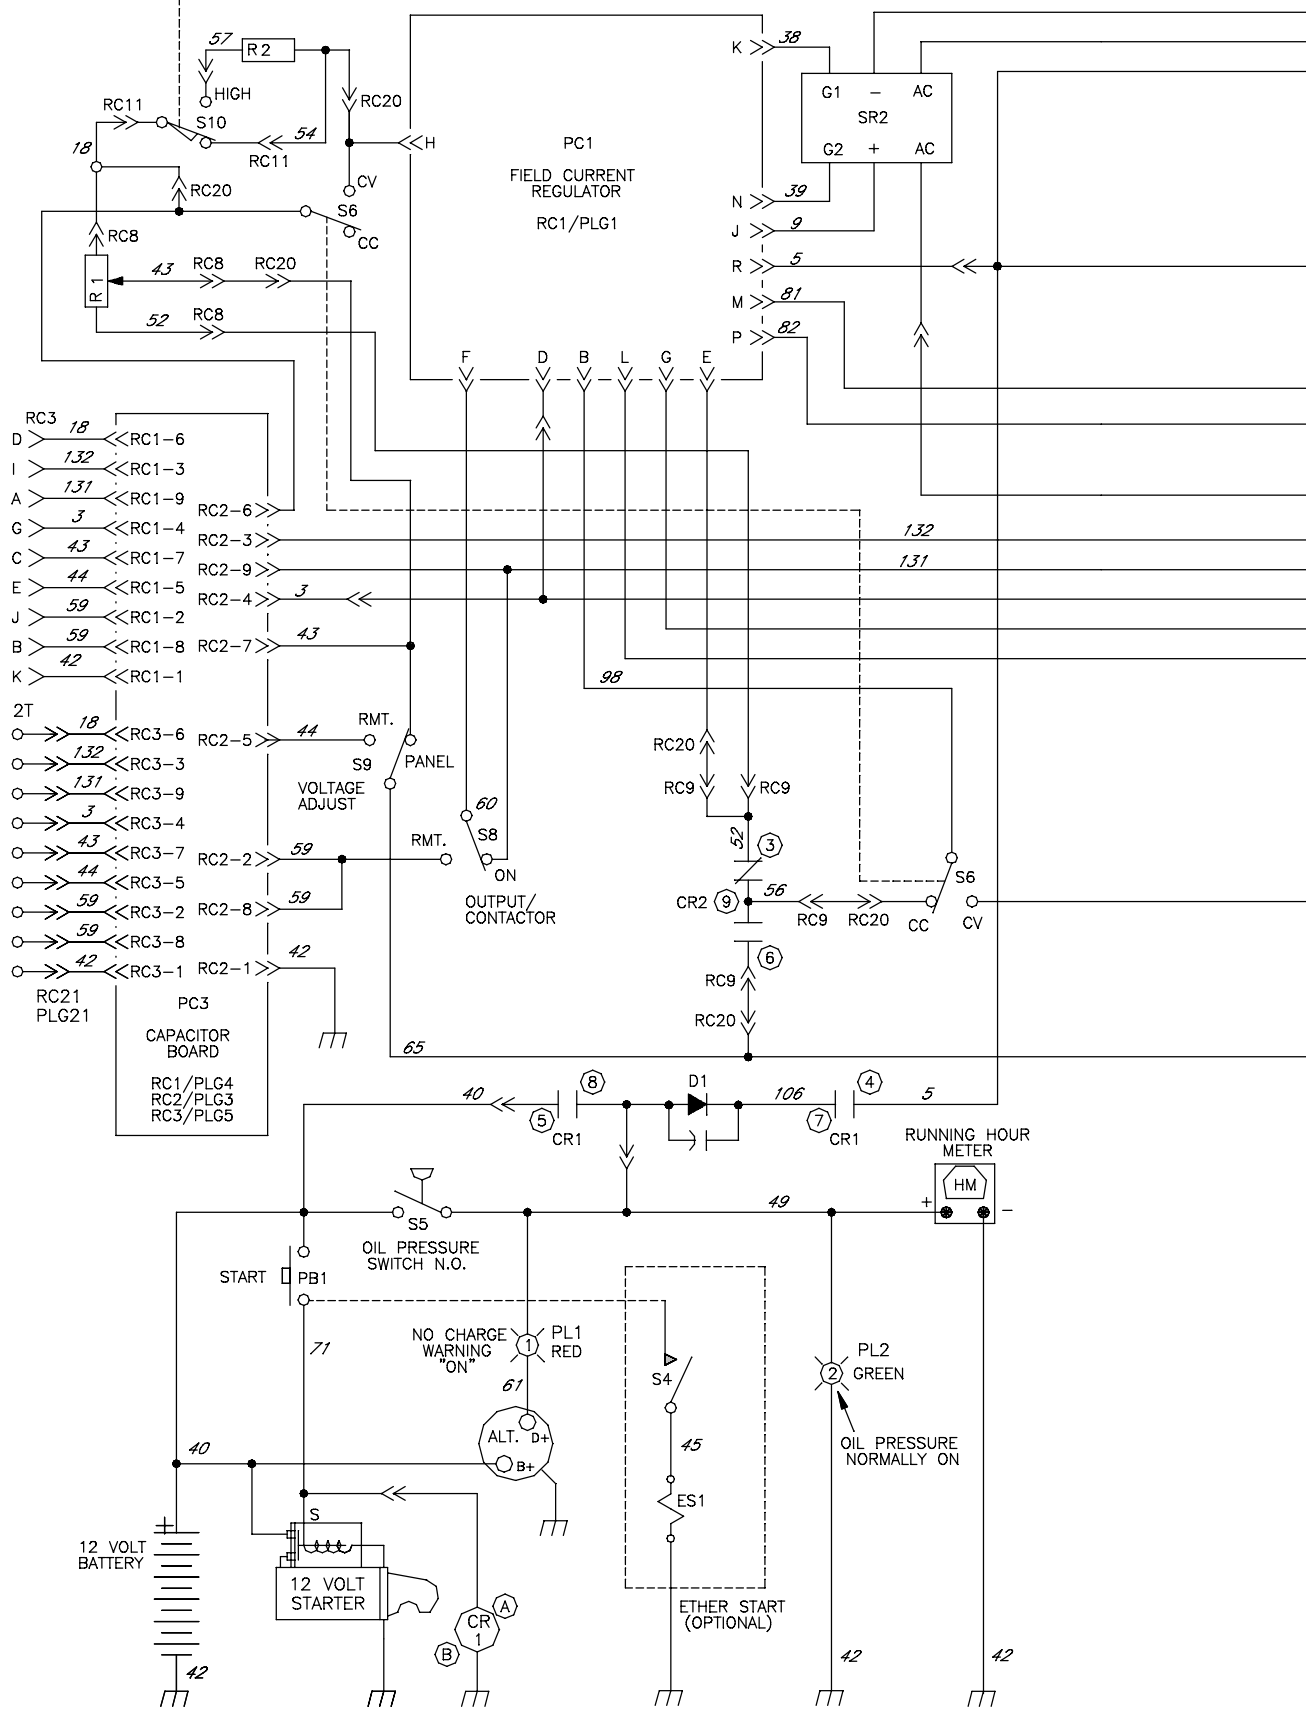 57
R 2
K
38
HIGH
RC20
G1
–
AC
RC11
S10
SR2
18
54
H
PC1
G2
+
AC
RC11
CV
FIELD CURRENT
REGULATOR
RC20
N
39
S6
RC1/PLG1
J
9
RC8
CC
43
RC8
RC20
R
5
R 1
M
81
52
RC8
P
82
F
D
B
L
G
E
RC3
D
18
RC1-6
I
132
RC1-3
A
131
RC1-9
RC2-6
G
3
RC1-4
RC2-3
132
C
43
RC1-7
RC2-9
131
E
44
RC1-5
RC2-4
3
J
59
RC1-2
B
59
RC1-8
RC2-7
43
K
42
RC1-1
98
2T
18
RC3-6
RC2-5
44
RMT.
132
RC3-3
S9
PANEL
RC20
131
RC3-9
VOLTAGE
ADJUST
RC9
RC9
3
RC3-4
60
43
RC3-7
RC2-2
59
RMT.
S8
52
3
44
RC3-5
ON
S6
59
RC3-2
RC2-8
59
OUTPUT/
CONTACTOR
CR2
9
56
RC9
RC20
CC
CV
59
RC3-8
6
42
RC3-1
RC2-1
42
RC9
RC21
PLG21
PC3
RC20
CAPACITOR
BOARD
65
RC1/PLG4
RC2/PLG3
RC3/PLG5
40
8
D1
106
4
5
5
CR1
7
CR1
RUNNING HOUR
METER
HM
+
–
49
S5
OIL PRESSURE
SWITCH N.O.
START
PB1
71
NO CHARGE
WARNING
"ON"
1
PL1
RED
PL2
GREEN
2
S4
61
ALT.
D+
B+
OIL PRESSURE
NORMALLY ON
40
45
ES1
S
+
12 VOLT
BATTERY
12 VOLT
STARTER
A
CR
1
B
ETHER START
(OPTIONAL)
42
42
42